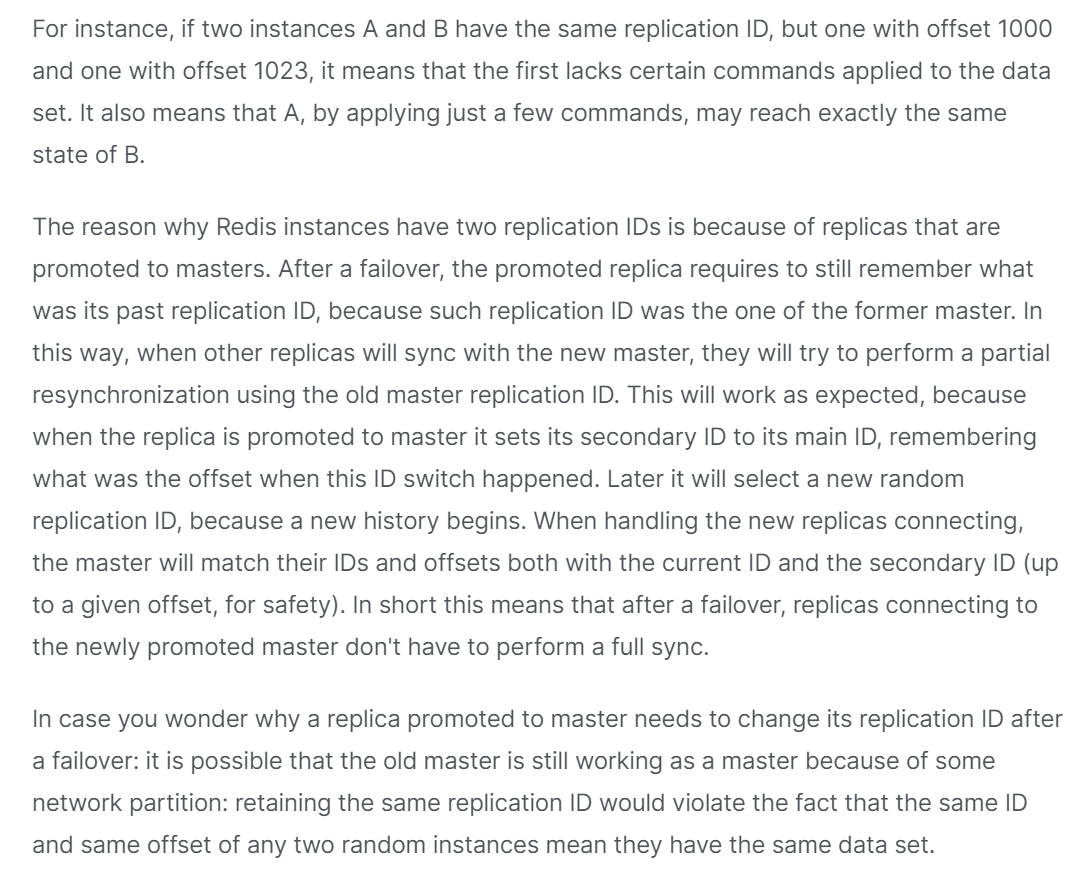 For instance, if two instances A and B have the same replication ID, but one with offset 1000
and one with offset 1023, it means that the first lacks certain commands applied to the data
set. It also means that A, by applying just a few commands, may reach exactly the same
state of B.
The reason why Redis instances have two replication IDs is because of replicas that are
promoted to masters. After a failover, the promoted replica requires to still remember what
was its past replication ID, because such replication ID was the one of the former master. In
this way, when other replicas will sync with the new master, they will try to perform a partial
resynchronization using the old master replication ID. This will work as expected, because
when the replica is promoted to master it sets its secondary ID to its main ID, remembering
what was the offset when this ID switch happened. Later it will select a new random
replication ID, because a new history begins. When handling the new replicas connecting,
the master will match their IDs and offsets both with the current ID and the secondary ID (up
to a given offset, for safety). In short this means that after a failover, replicas connecting to
the newly promoted master don't have to perform a full sync.
In case you wonder why a replica promoted to master needs to change its replication ID after
a failover: it is possible that the old master is still working as a master because of some
network partition: retaining the same replication ID would violate the fact that the same ID
and same offset of any two random instances mean they have the same data set.